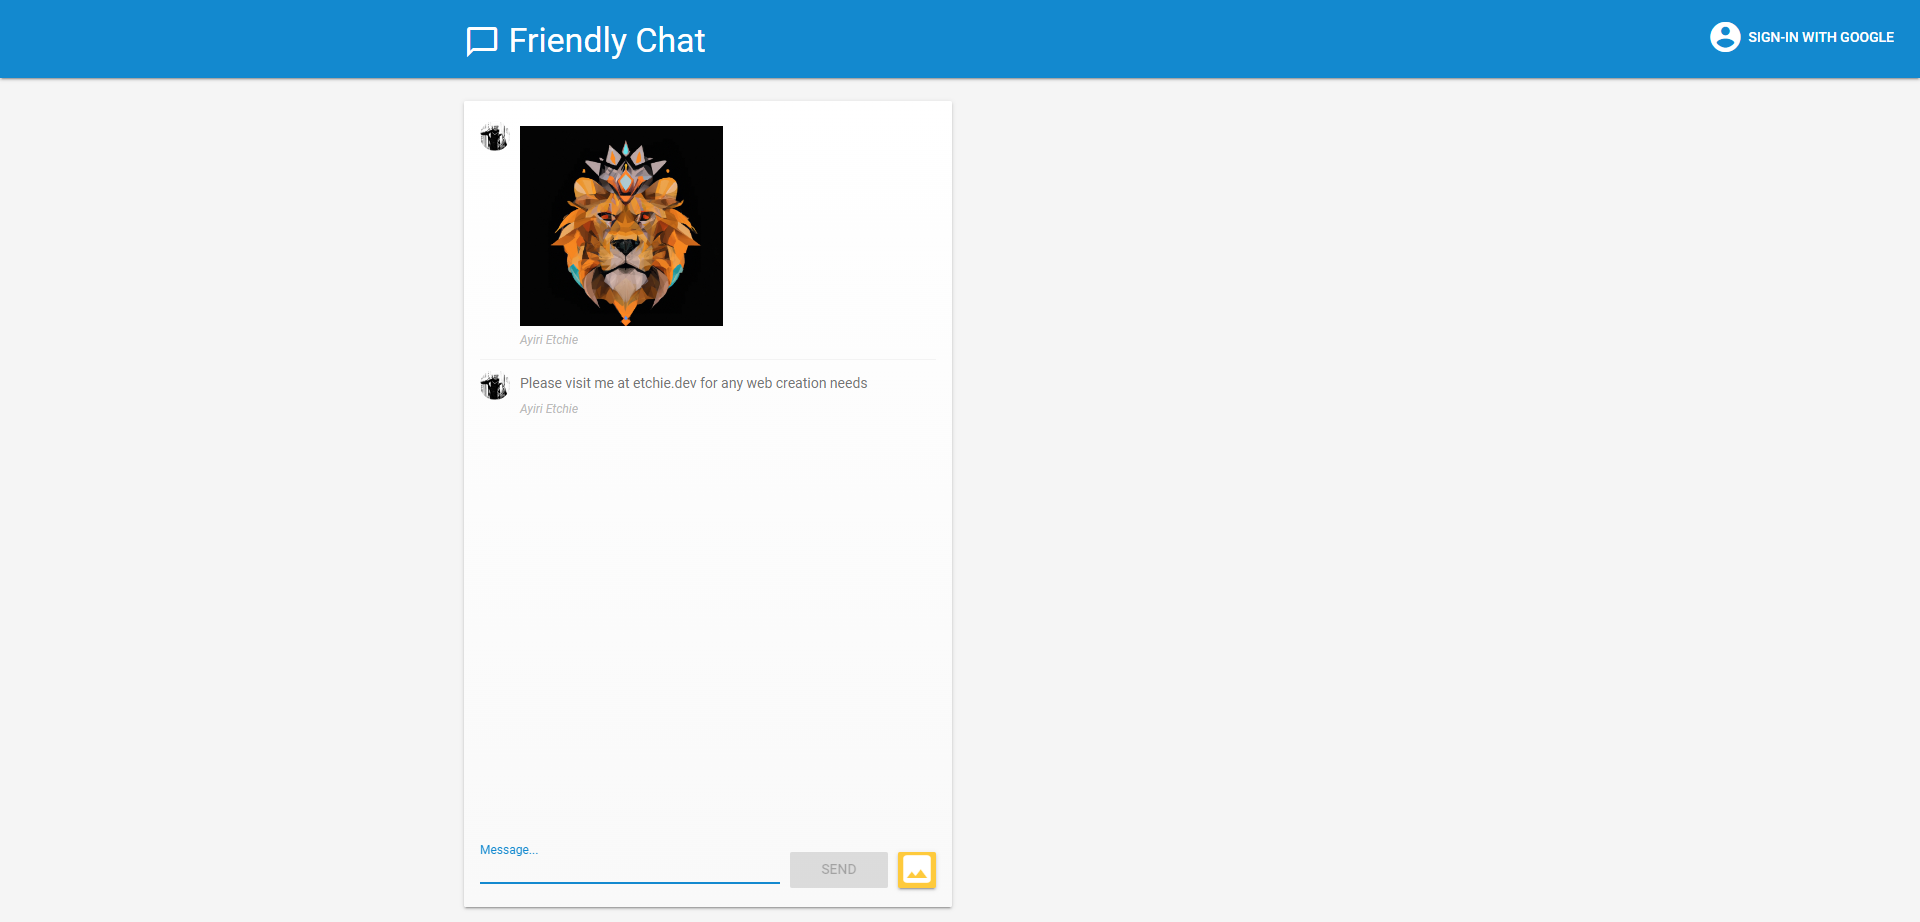 Friendly Chat
SIGN-IN WITH GOOGLE
Ayiri Etchie
Please visit me at etchie.dev for any web creation needs
Ayiri Etchie
Message...
SEND